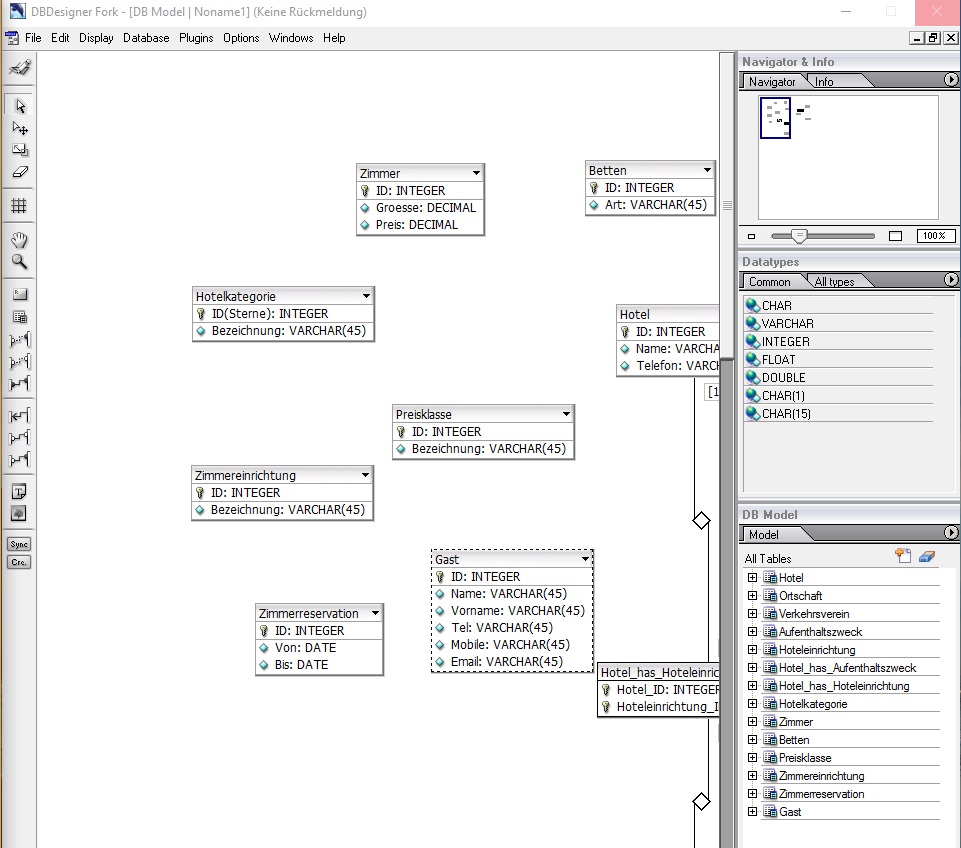 DBDesigner Fork - [DB Model | Noname1] (Keine Rückmeldung)
File Edit Display Database Plugins Options Windows Help
Zimmer
ID: INTEGER
Groesse: DECIMAL
Preis: DECIMAL
Betten
ID: INTEGER
Art: VARCHAR(45)
Hotelkategorie
ID(Sterne): INTEGER
Bezeichnung: VARCHAR(45)
Hotel
ID: INTEGER
Name: VARCHA
Telefon: VARC
[1
Preisklasse
ID: INTEGER
Bezeichnung: VARCHAR(45)
Zimmereinrichtung
ID: INTEGER
Bezeichnung: VARCHAR(45)
Gast
ID: INTEGER
Name: VARCHAR(45)
Vorname: VARCHAR(45)
Tel: VARCHAR(45)
Mobile: VARCHAR(45)
Email: VARCHAR(45)
Zimmerreservation
ID: INTEGER
Von: DATE
Bis: DATE
Hotel_has_Hoteleinric
Hotel_ID: INTEGER
Hoteleinrichtung_I
Sync
Navigator & Info
Navigator Info
100%
Datatypes
Common All types
CHAR
VARCHAR
INTEGER
FLOAT
DOUBLE
CHAR(1)
CHAR(15)
DB Model
Model
All Tables
Hotel
Ortschaft
Verkehrsverein
Aufenthaltszweck
Hoteleinrichtung
Hotel_has_Aufenthaltszweck
Hotel_has_Hoteleinrichtung
Hotelkategorie
Zimmer
Betten
Preisklasse
Zimmereinrichtung
Zimmerreservation
Gast